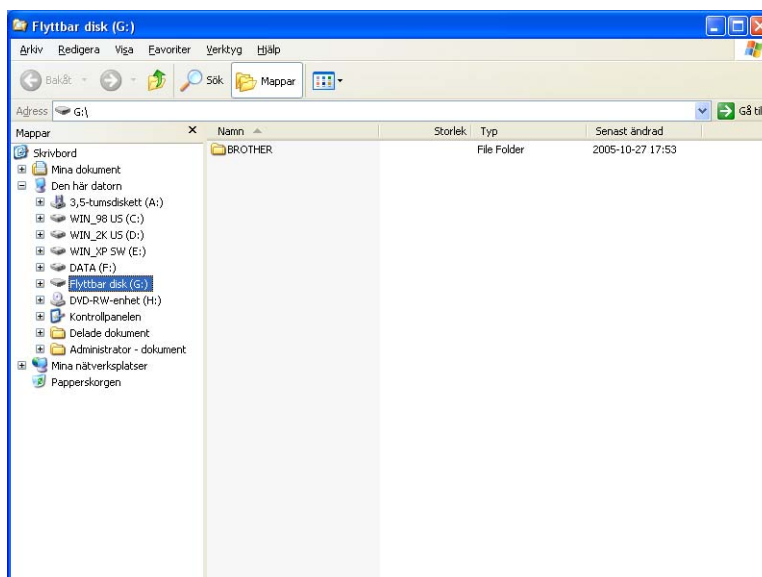 Flyttbar disk (G:)
Arkiv Redigera Visa Favoriter Verktyg Hjälp
Bakåt Sök Mappar
Adress G:\ Gå til
Mappar Namn Storlek Typ Senast ändrad
Skrivbord BROTHER File Folder 2005-10-27 17:53
Mina dokument
Den här datorn
3,5-tumsdiskett (A:)
WIN_98 US (C:)
WIN_2K US (D:)
WIN_XP SW (E:)
DATA (F:)
Flyttbar disk (G:)
DVD-RW-enhet (H:)
Kontrollpanelen
Delade dokument
Administrator - dokument
Mina nätverksplatser
Papperskorgen